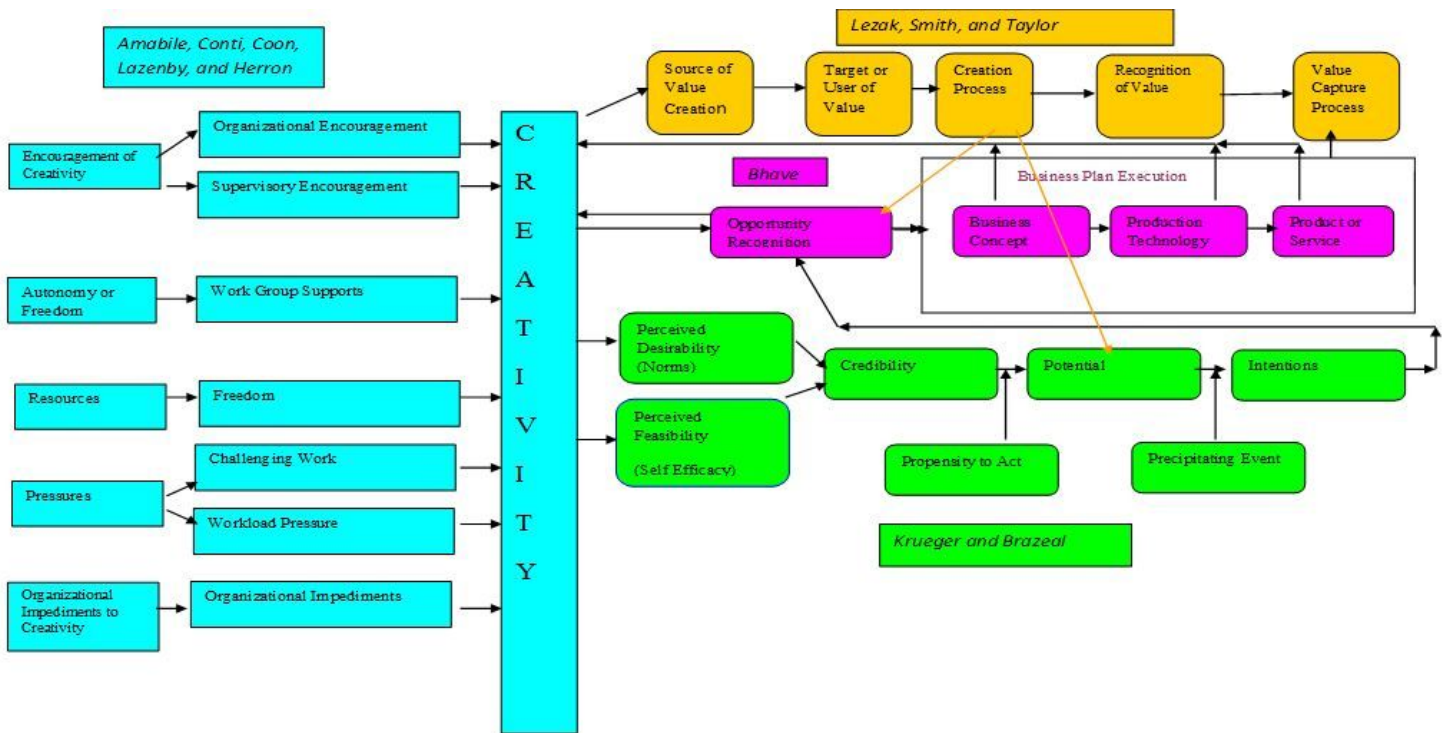 Amabile, Conti, Coon,
Lazenby, and Herron
Lezak, Smith, and Taylor
Source of
Value
Creation
Target or
User of
Value
Creation
Process
Recognition
of Value
Value
Capture
Process
Encouragement of
Creativity
Organizational Encouragement
Supervisory Encouragement
Autonomy or
Freedom
Work Group Supports
Resources
Freedom
Pressures
Challenging Work
Workload Pressure
Organizational
Impediments to
Creativity
Organizational Impediments
C
R
E
A
T
I
V
I
T
Y
Bhave
Business Plan Execution
Opportunity
Recognition
Business
Concept
Production
Technology
Product or
Service
Perceived
Desirability
(Norms)
Perceived
Feasibility
(Self Efficacy)
Credibility
Potential
Intentions
Propensity to Act
Precipitating Event
Krueger and Brazeal